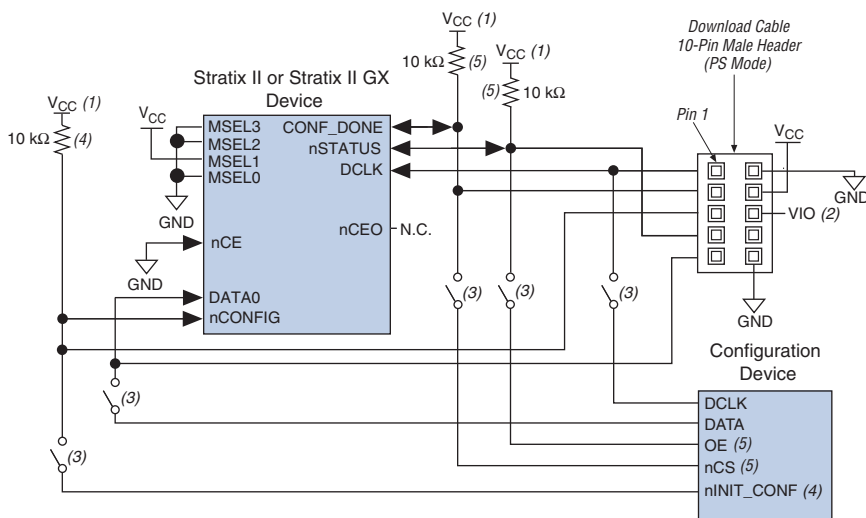 VCC (1)
10 kΩ
(5)
VCC (1)
(5)
10 kΩ
Download Cable
10-Pin Male Header
(PS Mode)
Pin 1
VCC
Stratix II or Stratix II GX
Device
VCC (1)
10 kΩ
(4)
VCC
MSEL3
MSEL2
MSEL1
MSEL0
CONF_DONE
nSTATUS
DCLK
GND
GND
VIO (2)
nCE
nCEO
N.C.
GND
DATA0
nCONFIG
(3)
(3)
(3)
GND
Configuration
Device
(3)
(3)
DCLK
DATA
OE (5)
nCS (5)
nINIT_CONF (4)